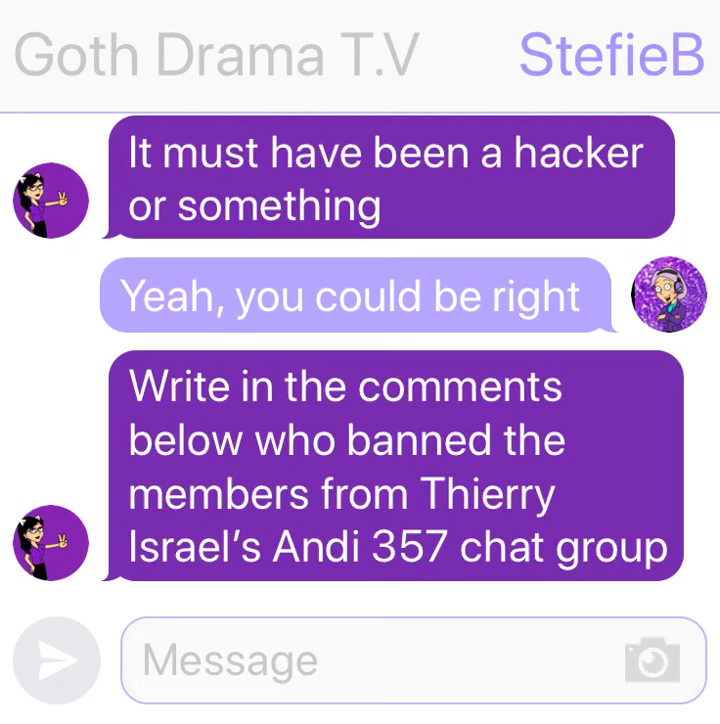 Goth Drama T.V StefieB
It must have been a hacker
or something
Yeah, you could be right
Write in the comments
below who banned the
members from Thierry
Israel’s Andi 357 chat group
Message